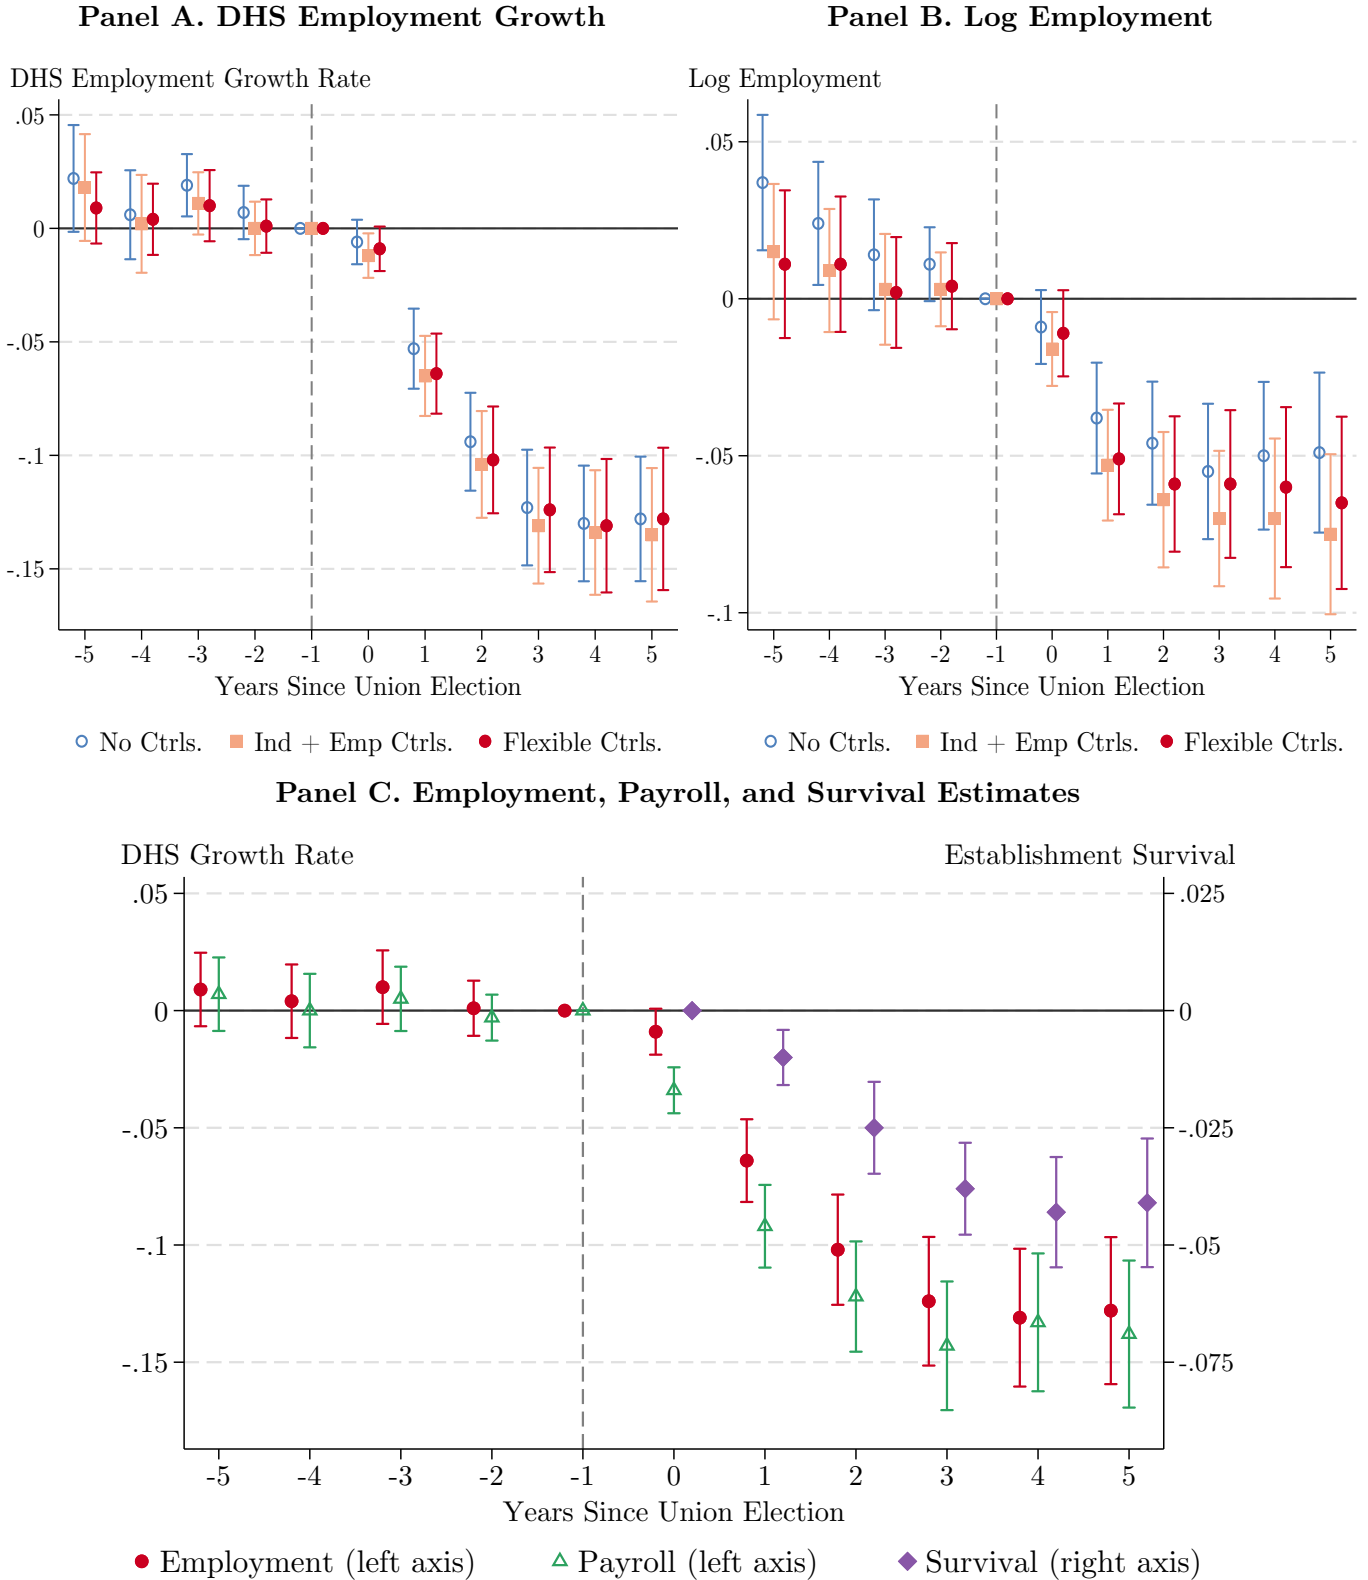 Panel A. DHS Employment Growth
DHS Employment Growth Rate
.05
0
-.05
-.1
-.15
-5 -4 -3 -2 -1 0 1 2 3 4 5
Years Since Union Election
No Ctrls. Ind + Emp Ctrls. Flexible Ctrls.
Panel B. Log Employment
Log Employment
.05
0
-.05
-.1
-5 -4 -3 -2 -1 0 1 2 3 4 5
Years Since Union Election
No Ctrls. Ind + Emp Ctrls. Flexible Ctrls.
Panel C. Employment, Payroll, and Survival Estimates
DHS Growth Rate
Establishment Survival
.05
0
-.05
-.1
-.15
.025
0
-.025
-.05
-.075
-5 -4 -3 -2 -1 0 1 2 3 4 5
Years Since Union Election
Employment (left axis) Payroll (left axis) Survival (right axis)